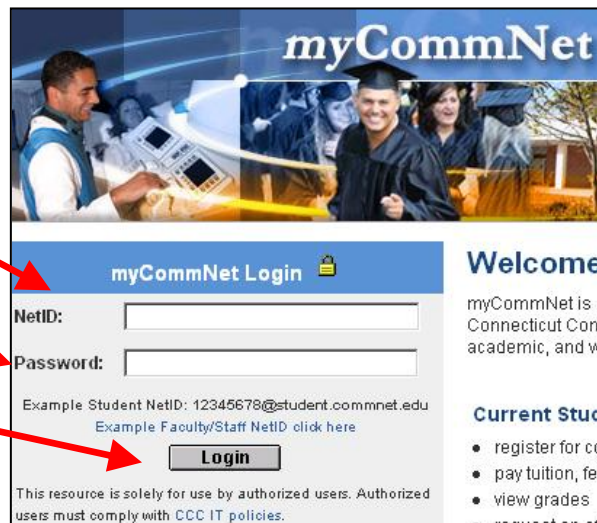 myCommNet
myCommNet Login
NetID:
Password:
Example Student NetID: 12345678@student.commnet.edu
Example Faculty/Staff NetID click here
Login
This resource is solely for use by authorized users. Authorized
users must comply with CCC IT policies.
Welcome
myCommNet is
Connecticut Con
academic, and
Current Stu
• register for
• pay tuition,
• view grades